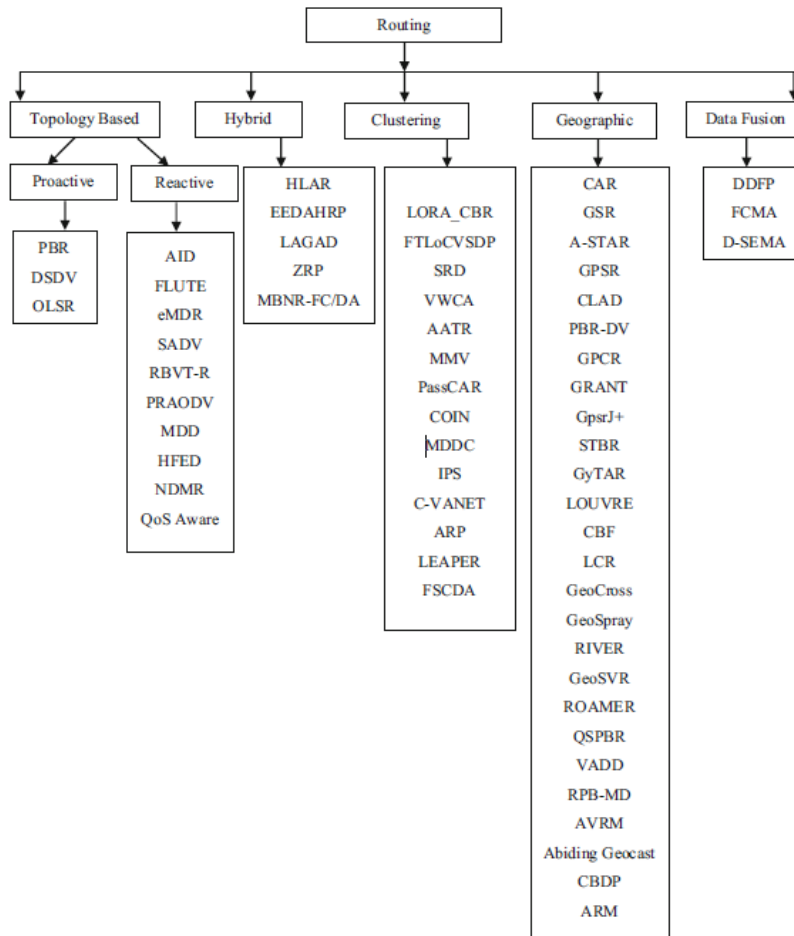 Routing
Topology Based
Hybrid
Clustering
Geographic
Data Fusion
Proactive
Reactive
PBR
DSDV
OLSR
AID
FLUTE
eMDR
SADV
RBVT-R
PRAODV
MDD
HFED
NDMR
QoS Aware
HLAR
EEDAHRP
LAGAD
ZRP
MBNR-FC/DA
LORA_CBR
FTLoCVSDP
SRD
VWCA
AATR
MMV
PassCAR
COIN
MDDC
IPS
C-VANET
ARP
LEAPER
FSCDA
CAR
GSR
A-STAR
GPSR
CLAD
PBR-DV
GPCR
GRANT
GpsrJ+
STBR
GyTAR
LOUVRE
CBF
LCR
GeoCross
GeoSpray
RIVER
GeoSVR
ROAMER
QSPBR
VADD
RPB-MD
AVRM
Abiding Geocast
CBDP
ARM
DDFP
FCMA
D-SEMA